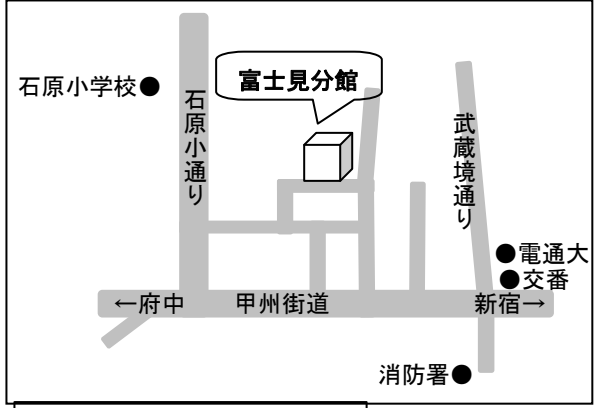 富士見分館
石原小学校●
石原小通り
武蔵境通り
●電通大
●交番
←府中
甲州街道
新宿→
消防署●